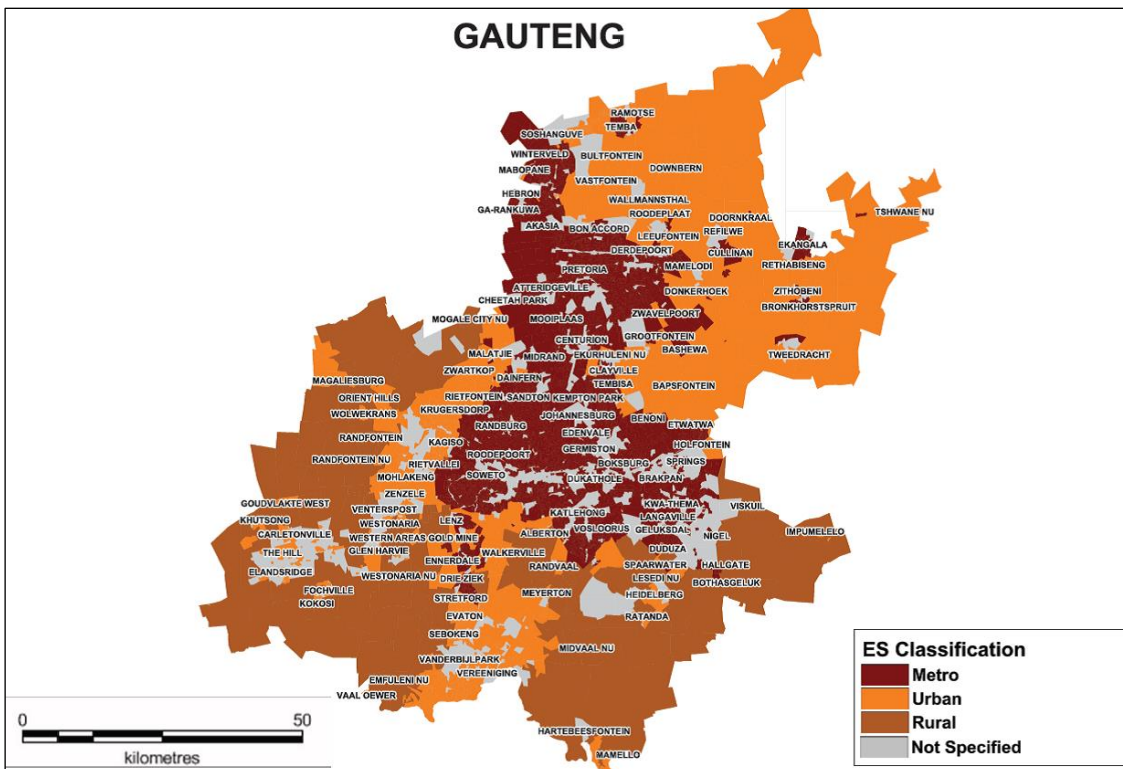 GAUTENG
RAMOTSE
TEMBA
SOSHANGUVE
WINTERVELD
BULTFONTEIN
MABOPANE
DOWNBERN
VASTFONTEIN
HEBRON
WALLMANNSTHAL
GA-RANKUWA
ROODEPLAAT
DOORNKRAAL
TSHWANE NU
AKASIA
BON ACCORD
LEEUFONTEIN
REFILWE
DERDEPOORT
CULLINAN
EKANGALA
PRETORIA
MAMELODI
RETHABISENG
ATTERIDGEVILLE
DONKERHOEK
ZITHOBENI
CHEETAH PARK
BRONKHORSTSPRUIT
MOGALE CITY NU
MOOIPLAAS
ZWAVELPOORT
CENTURION
GROOTFONTEIN
MALATJIE
MIDRAND
EKURHULENI NU
BASHEWA
TWEEDRACHT
ZWARTKOP
DAINFERN
CLAYVILLE
MAGALIESBURG
TEMBISA
BAPSFONTEIN
ORIENT HILLS
RIETFONTEIN
SANDTON
KEMPTON PARK
WOLWEKRANS
KRUGERSDORP
JOHANNESBURG
BENONI
RANDBURG
ETWATWA
RANDFONTEIN
KAGISO
EDENVALE
GERMISTON
HOLFONTEIN
RANDFONTEIN NU
RIETVALLEI
RODDEPOORT
BOKSBURG
SPRINGS
MOHLAKENG
SOWETO
DUKATHOLE
BRAKPAN
ZENZELE
GOUDVLAKTE WEST
VENTERSPOST
KWA-THEMA
VISKUIL
KHUTSONG
WESTONARIA
LENZ
KATLEHONG
LANGAVILLE
CARLETONVILLE
WESTERN AREAS GOLD MINE
ALBERTON
VOSLOORUS
GELUKSDAL
NIGEL
IMPUMELELO
THE HILL
GLEN HARVIE
WALKERVILLE
DUDUZA
ELANDSRIDGE
ENNERDALE
RANDVAAL
SPAARWATER
HALLGATE
WESTONARIA NU
DRIE ZIEK
LESEDI NU
BOTHASGELUK
FOCHVILLE
STRETFORD
MEYERTON
HEIDELBERG
KOKOSI
EVATON
RATANDA
SEBOKENG
MIDVAAL NU
VANDERBIJLPARK
VEREENIGING
EMFULENI NU
VAAL OEWER
HARTEBEESFONTEIN
MAMELLO
ES Classification
Metro
Urban
Rural
Not Specified
0 50
kilometres